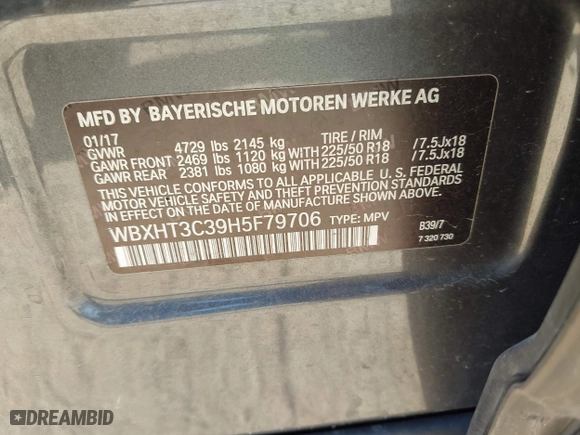 MFD BY BAYERISCHE MOTOREN WERKE AG
01/17 TIRE / RIM
GVWR 4729 lbs 2145 kg
GAWR FRONT 2469 lbs 1120 kg WITH 225/50 R18 /7.5Jx18
GAWR REAR 2381 lbs 1080 kg WITH 225/50 R18 /7.5Jx18
THIS VEHICLE CONFORMS TO ALL APPLICABLE U. S. FEDERAL
MOTOR VEHICLE SAFETY AND THEFT PREVENTION STANDARDS
IN EFFECT ON THE DATE OF MANUFACTURE SHOWN ABOVE.
WBXHT3C39H5F79706 TYPE: MPV B39/7
7 320 730
DREAMBID